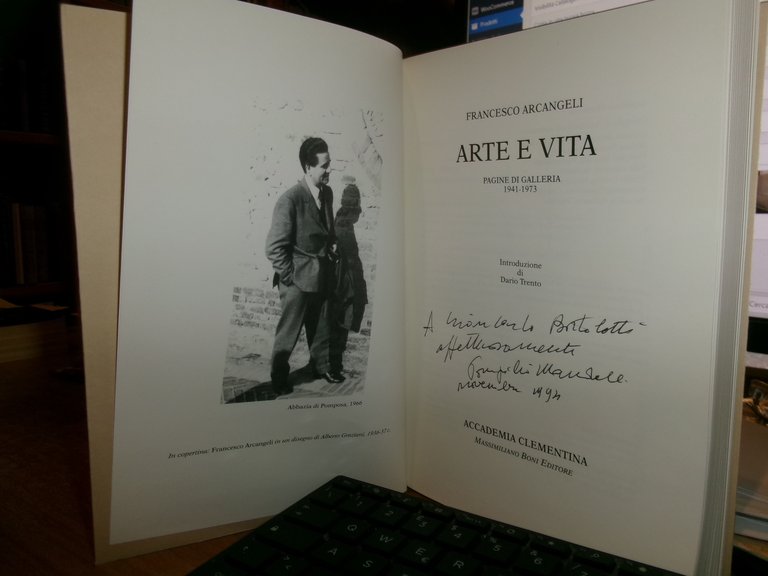 Abbazia di Pomposa, 1966
In copertina: Francesco Arcangeli in un disegno di Alberto Giacometti,
FRANCESCO ARCANGELI
ARTE E VITA
PAGINE DI GALLERIA
1941-1973
Introduzione
di
Dario Trento
A Giancarlo Bortolotti
affettuosamente
Pompilio Mandelli
novembre 1994
ACCADEMIA CLEMENTINA
MASSIMILIANO BONI EDITORE
WooCommerce
Prodotti
Q W E R
A S